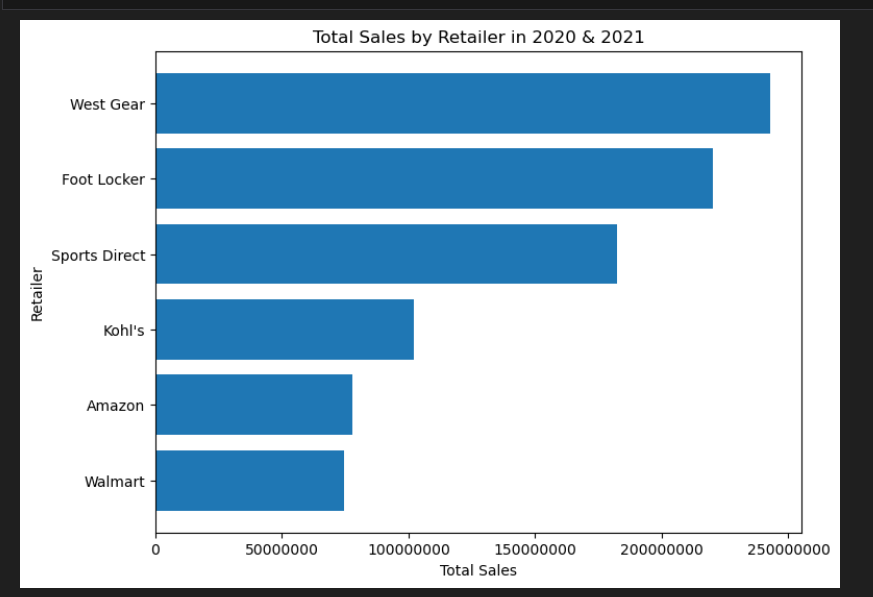 Total Sales by Retailer in 2020 & 2021
West Gear
Foot Locker
Sports Direct
Kohl's
Amazon
Walmart
Retailer
0
50000000
100000000
150000000
200000000
250000000
Total Sales